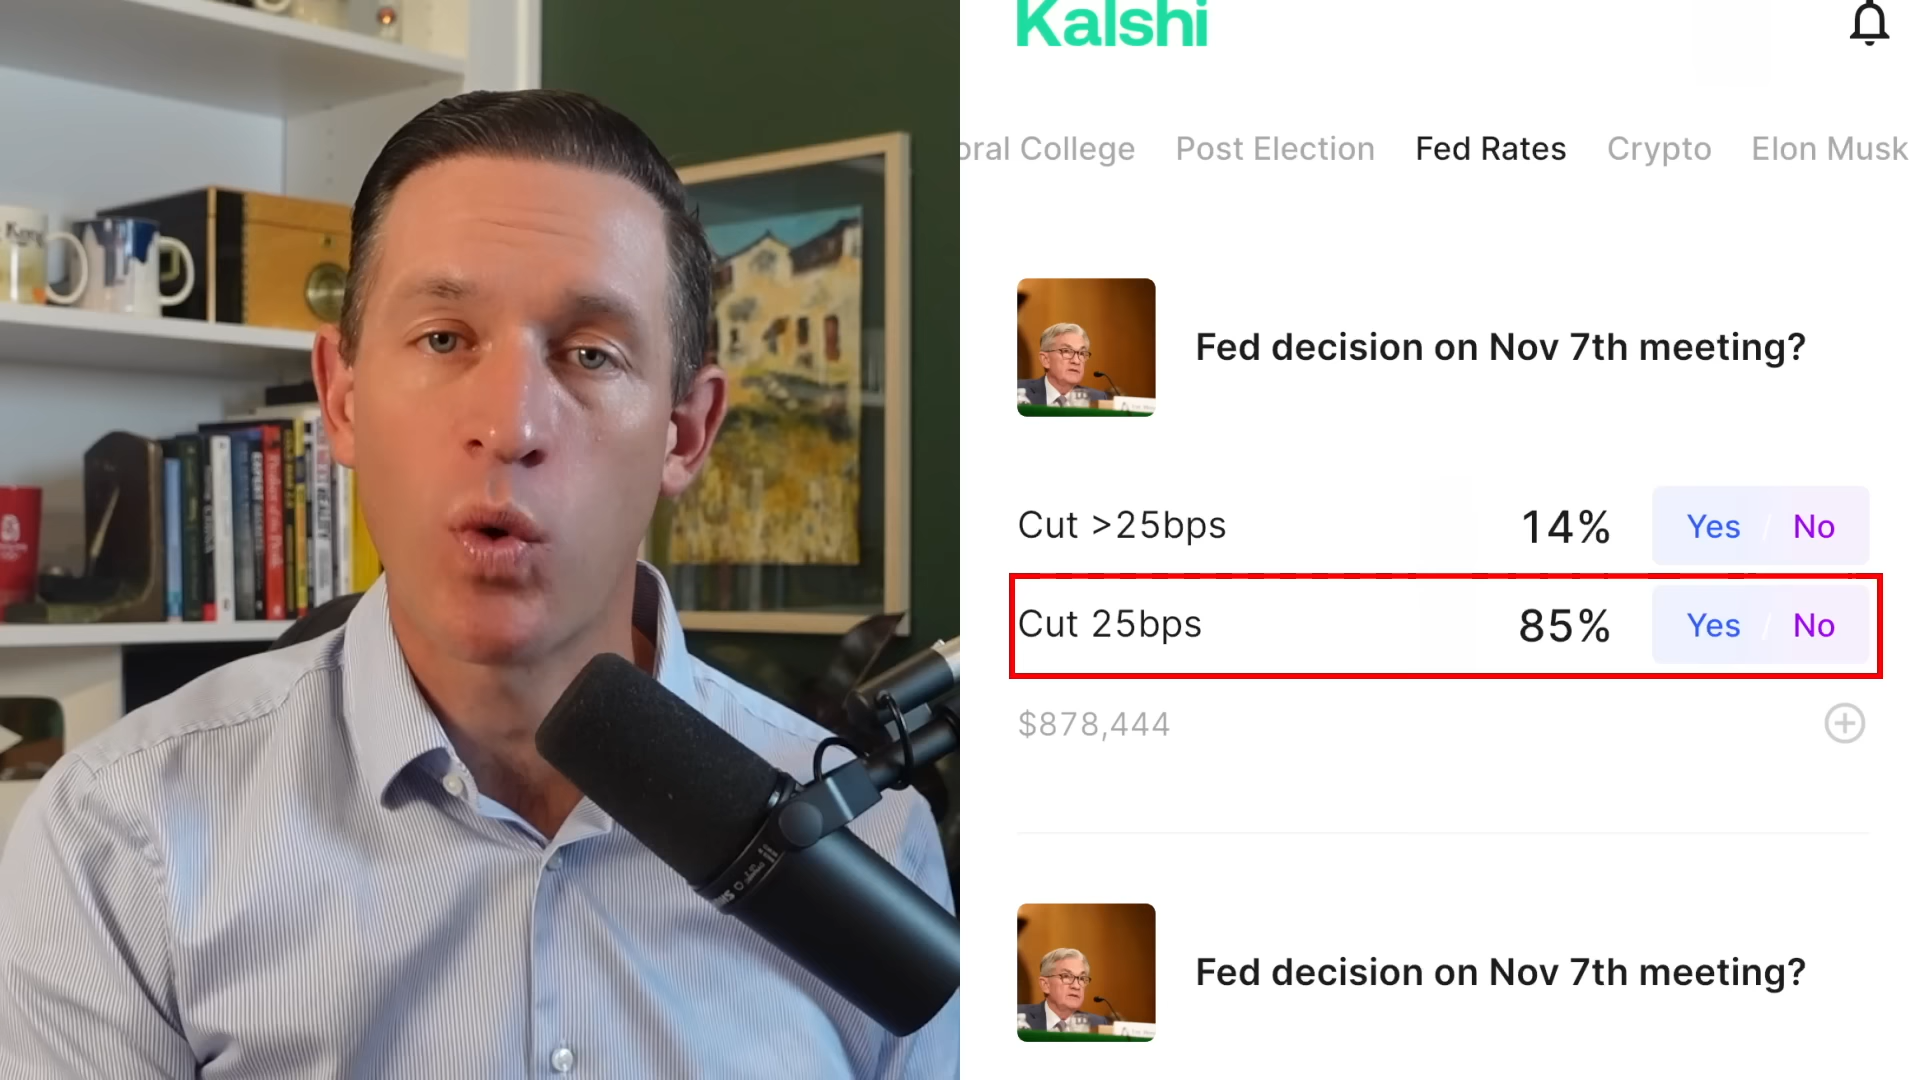 Kalshi
oral College Post Election Fed Rates Crypto Elon Musk
Fed decision on Nov 7th meeting?
Cut >25bps 14% Yes / No
Cut 25bps 85% Yes / No
$878,444
Fed decision on Nov 7th meeting?